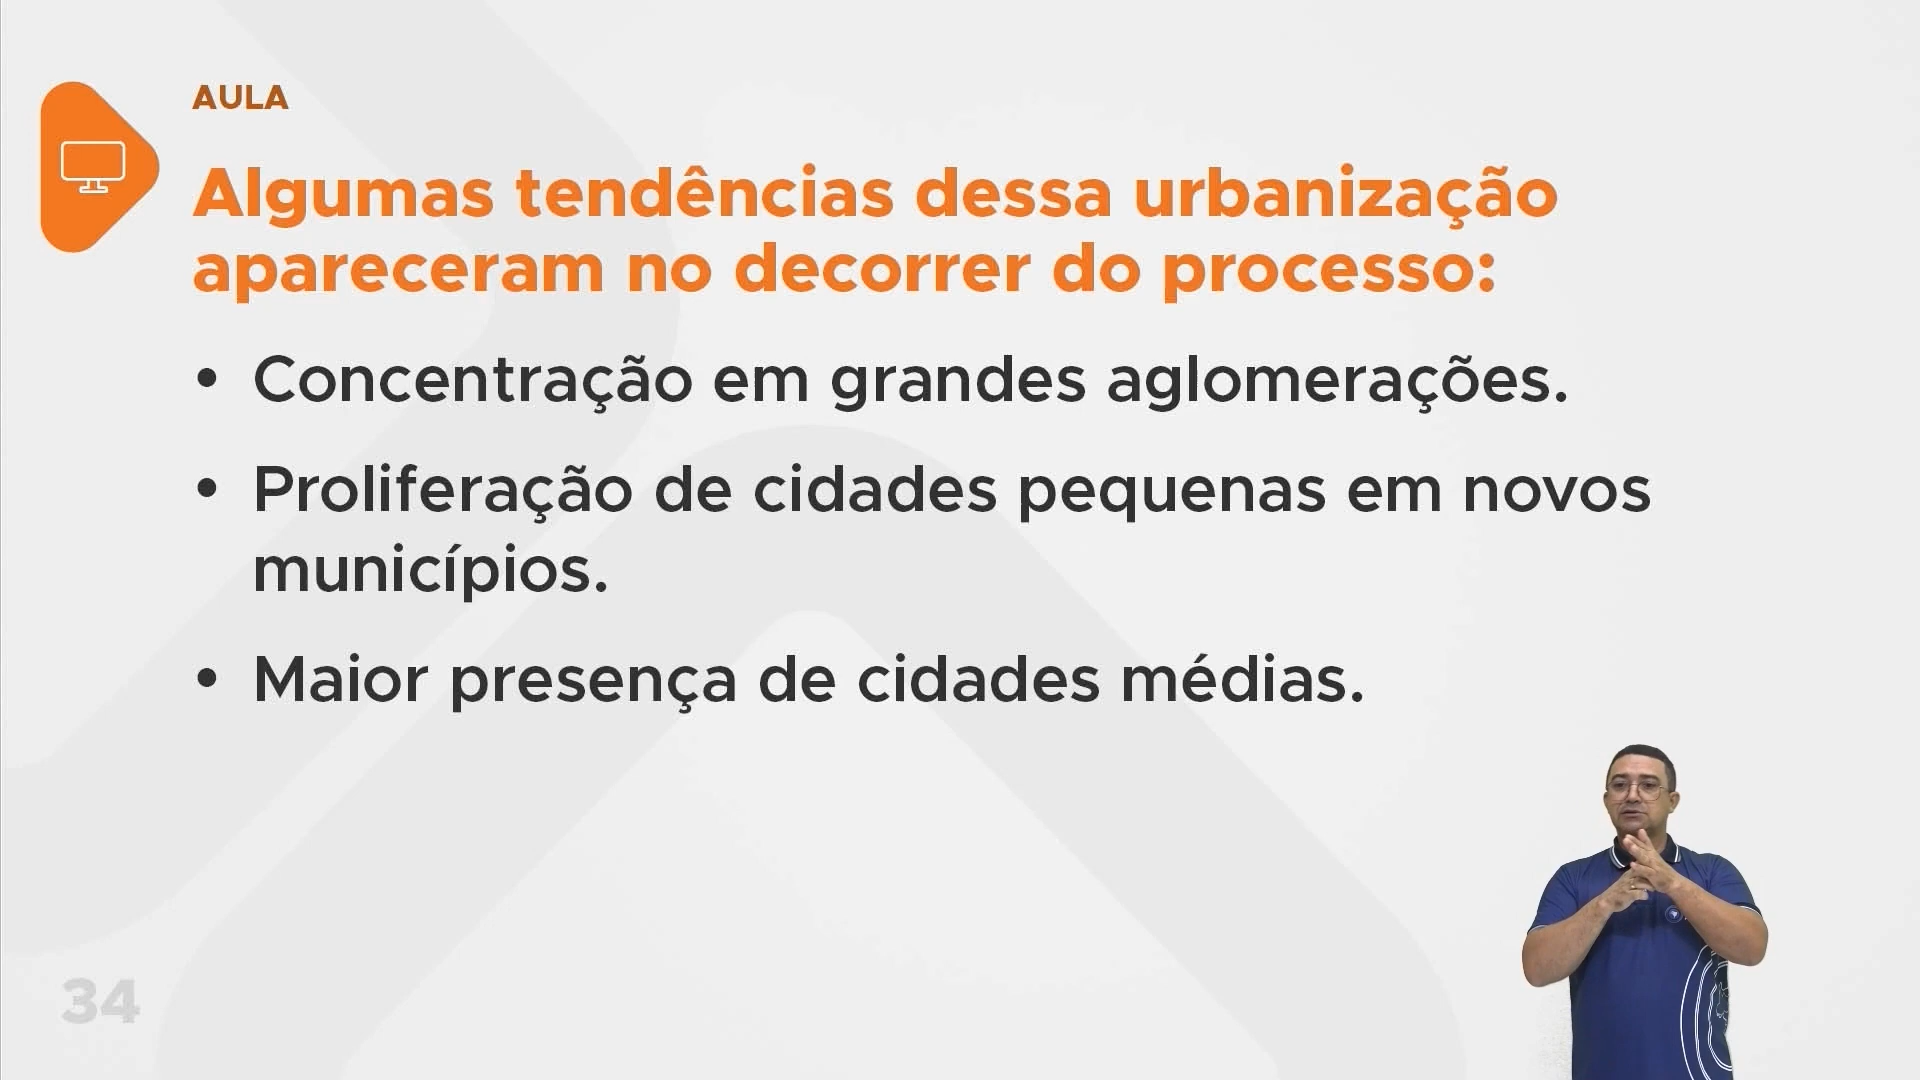 AULA
Algumas tendências dessa urbanização
apareceram no decorrer do processo:
• Concentração em grandes aglomerações.
• Proliferação de cidades pequenas em novos
municípios.
• Maior presença de cidades médias.
34